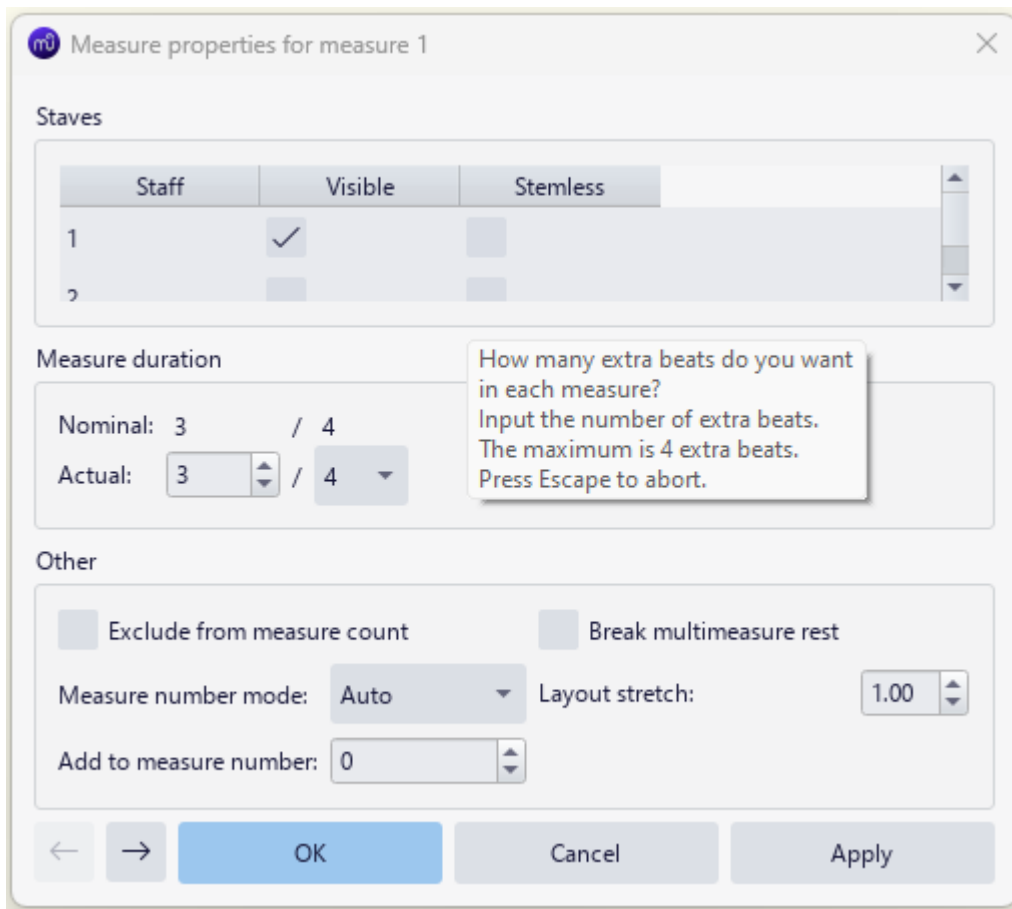 Measure properties for measure 1
Staves
Staff Visible Stemless
1
2
Measure duration
How many extra beats do you want
in each measure?
Input the number of extra beats.
The maximum is 4 extra beats.
Press Escape to abort.
Nominal: 3 / 4
Actual: 3 / 4
Other
Exclude from measure count Break multimeasure rest
Measure number mode: Auto Layout stretch: 1.00
Add to measure number: 0
← → OK Cancel Apply